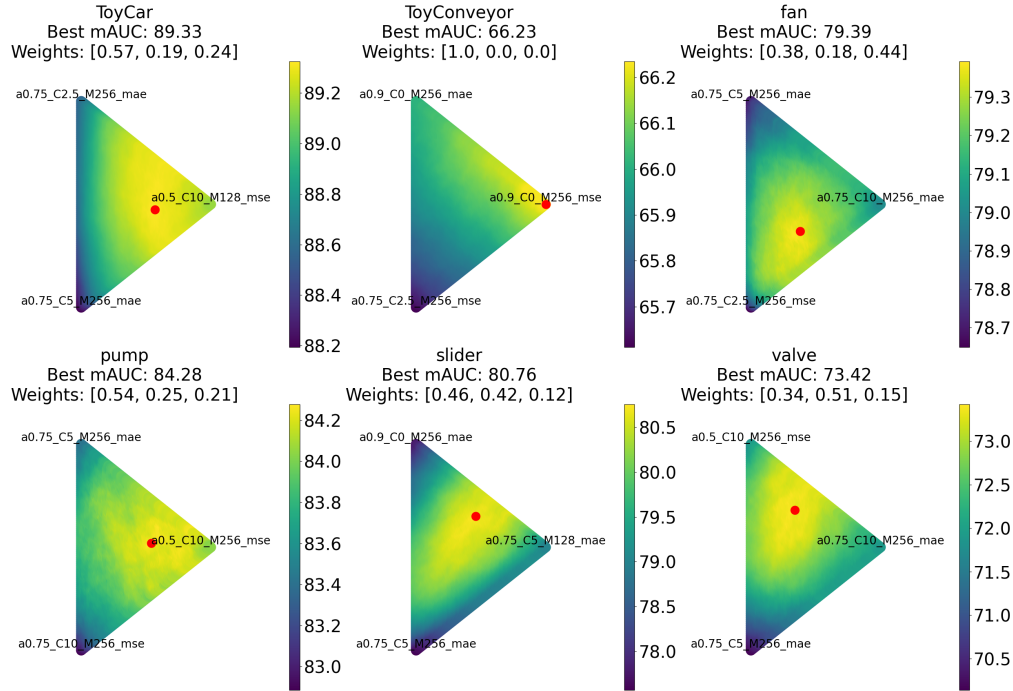 ToyCar
Best mAUC: 89.33
Weights: [0.57, 0.19, 0.24]
a0.75_C2.5_M256_mae
a0.5_C10_M128_mse
a0.75_C5_M256_mae
89.2
89.0
88.8
88.6
88.4
88.2
ToyConveyor
Best mAUC: 66.23
Weights: [1.0, 0.0, 0.0]
a0.9_C0_M256_mae
a0.9_C0_M256_mse
a0.75_C2.5_M256_mse
66.2
66.1
66.0
65.9
65.8
65.7
fan
Best mAUC: 79.39
Weights: [0.38, 0.18, 0.44]
a0.75_C5_M256_mae
a0.75_C10_M256_mae
a0.75_C2.5_M256_mse
79.3
79.2
79.1
79.0
78.9
78.8
78.7
pump
Best mAUC: 84.28
Weights: [0.54, 0.25, 0.21]
a0.75_C5_M256_mae
a0.5_C10_M256_mse
a0.75_C10_M256_mse
84.2
84.0
83.8
83.6
83.4
83.2
83.0
slider
Best mAUC: 80.76
Weights: [0.46, 0.42, 0.12]
a0.9_C0_M256_mae
a0.75_C5_M128_mae
a0.75_C5_M256_mae
80.5
80.0
79.5
79.0
78.5
78.0
valve
Best mAUC: 73.42
Weights: [0.34, 0.51, 0.15]
a0.5_C10_M256_mse
a0.75_C10_M256_mae
a0.75_C5_M256_mae
73.0
72.5
72.0
71.5
71.0
70.5